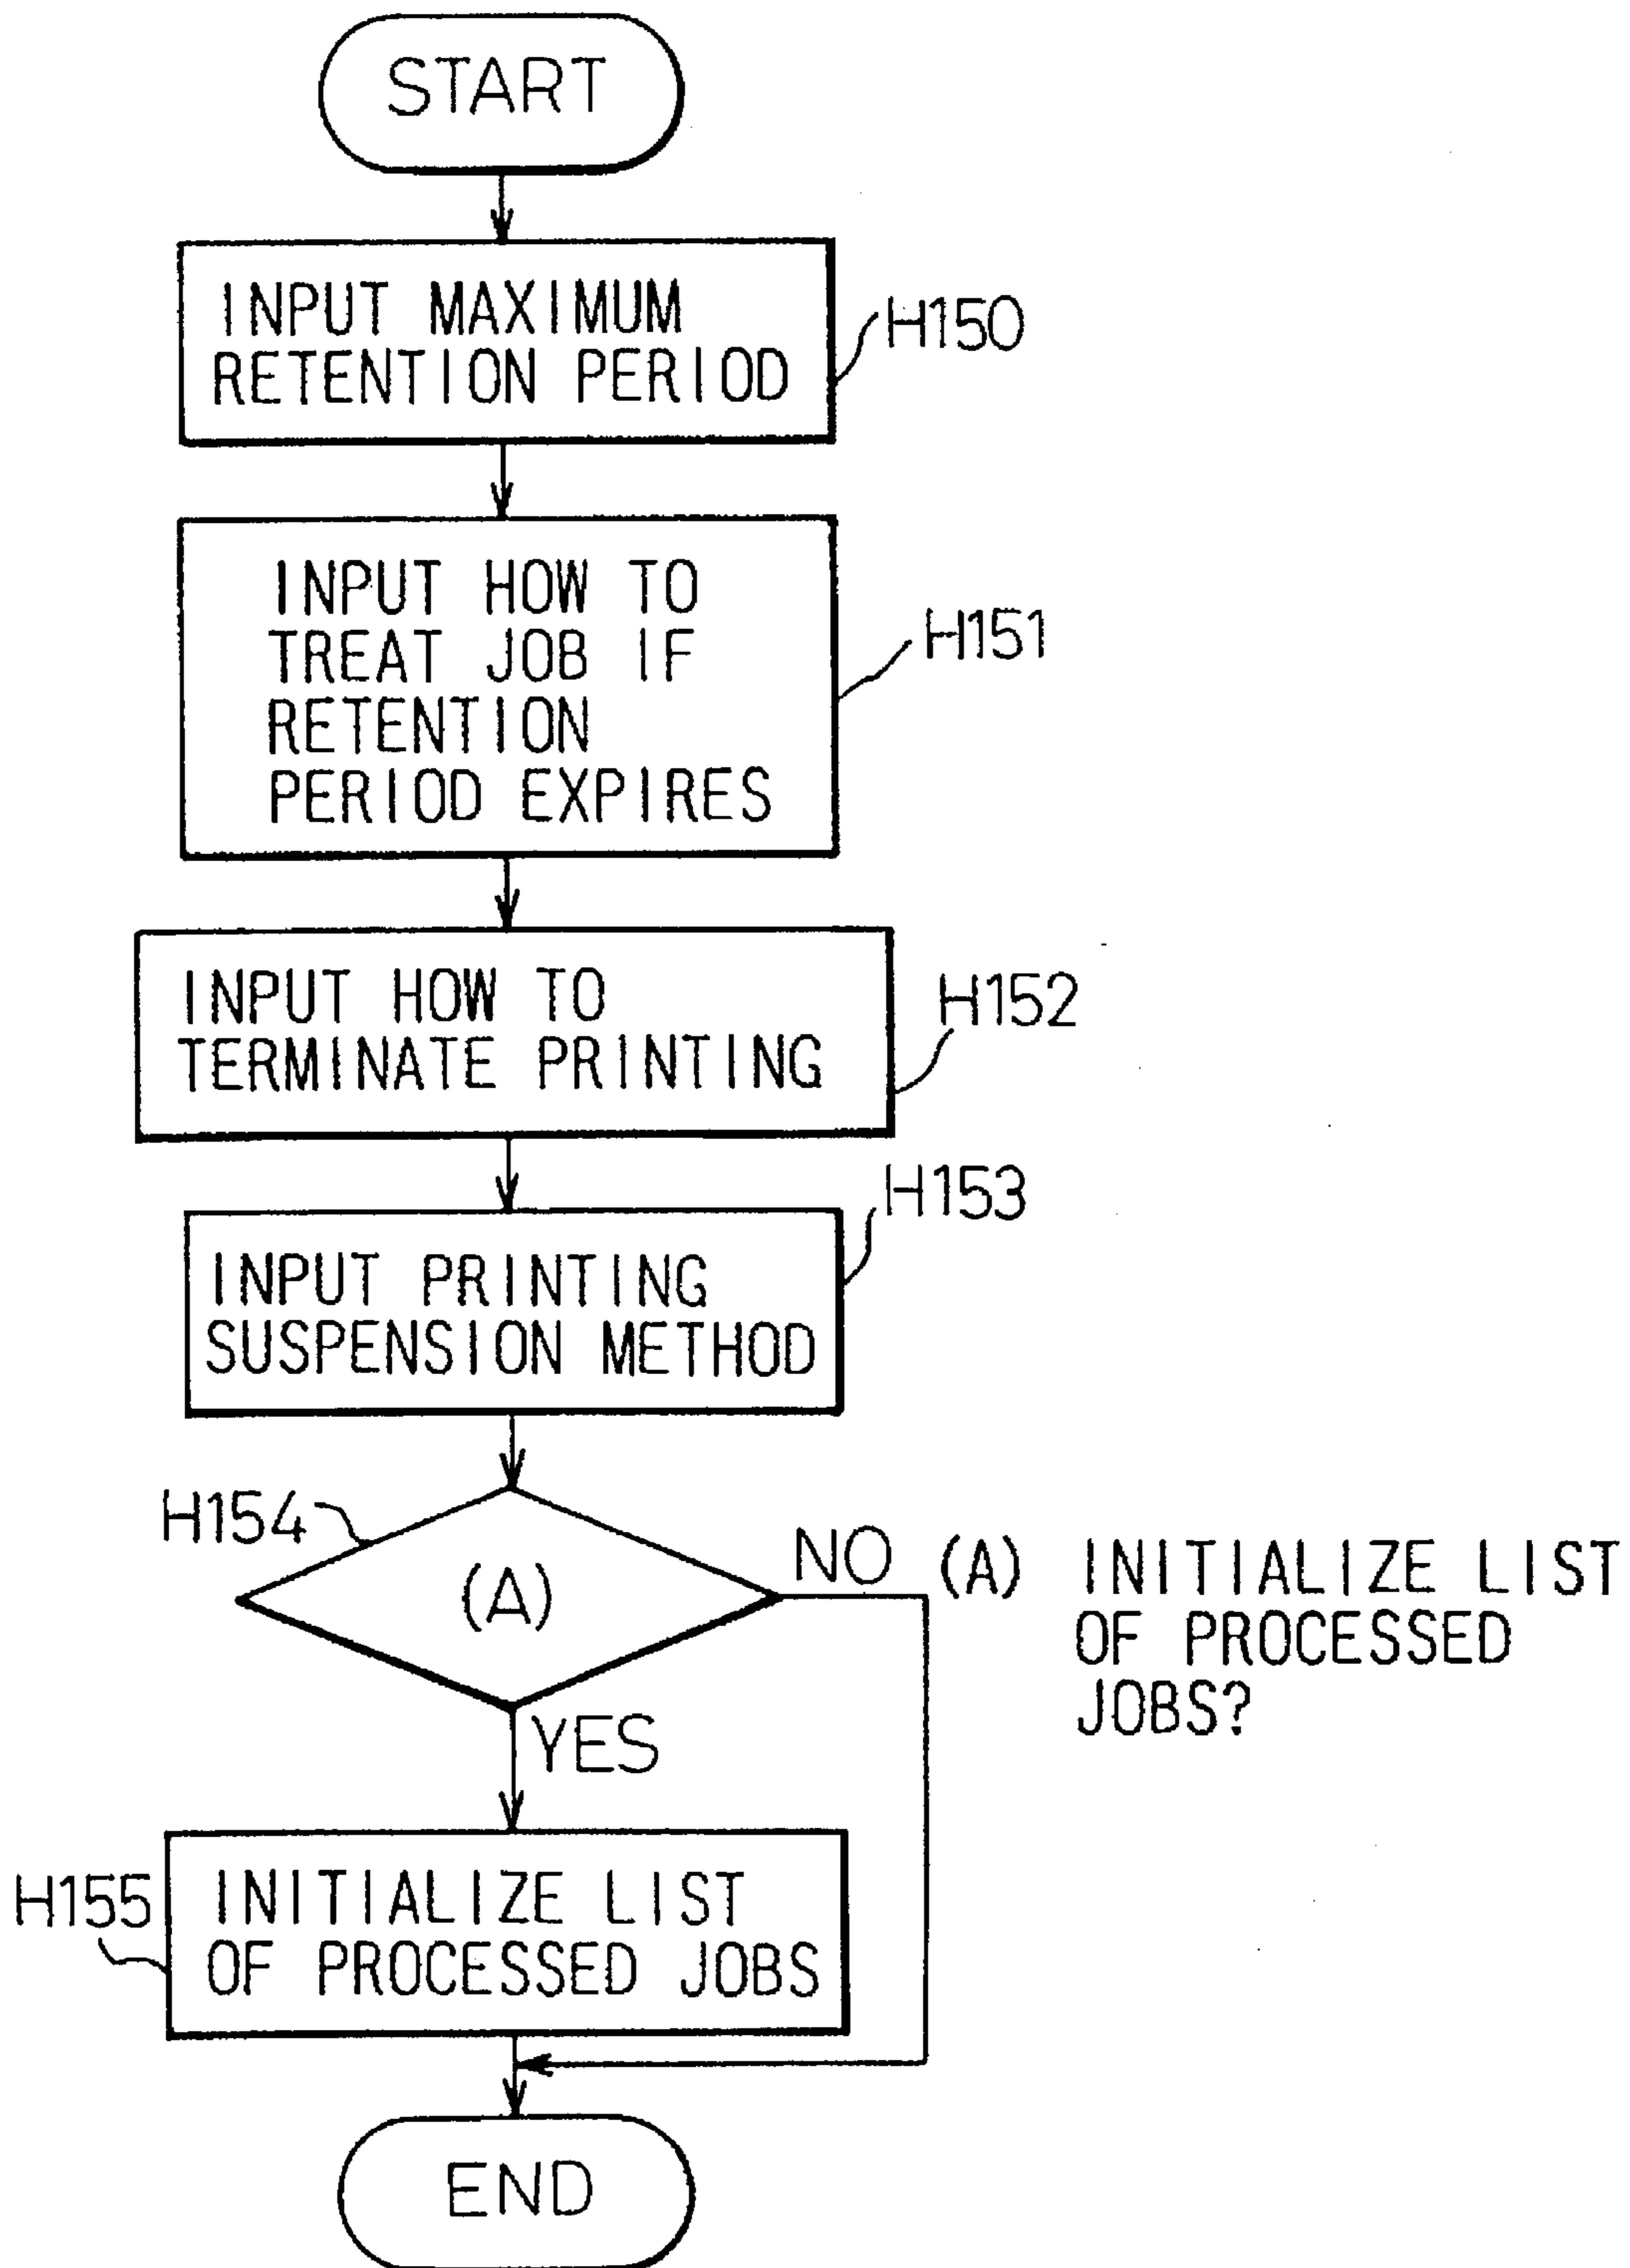 START
INPUT MAXIMUM
RETENTION PERIOD
H150
INPUT HOW TO
TREAT JOB IF
RETENTION
PERIOD EXPIRES
H151
INPUT HOW TO
TERMINATE PRINTING
H152
INPUT PRINTING
SUSPENSION METHOD
H153
H154
(A)
NO
(A) INITIALIZE LIST
OF PROCESSED
JOBS?
YES
H155
INITIALIZE LIST
OF PROCESSED JOBS
END